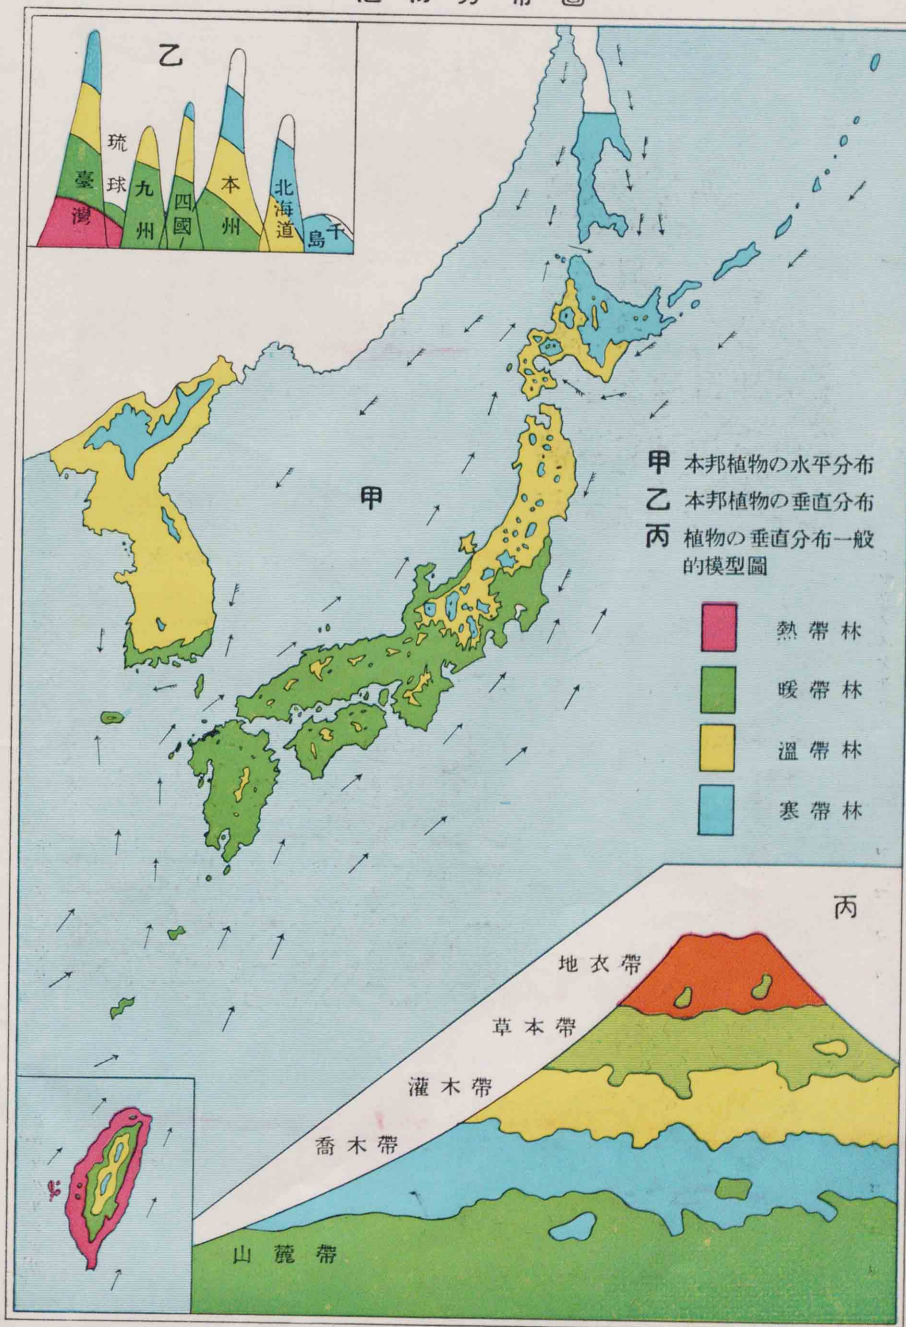 乙
臺灣
琉球
九州
四國
本州
北海道
千島
甲
甲 本邦植物の水平分布
乙 本邦植物の垂直分布
丙 植物の垂直分布一般
的模型圖
熱帶林
暖帶林
溫帶林
寒帶林
丙
地衣帶
草本帶
灌木帶
喬木帶
山麓帶